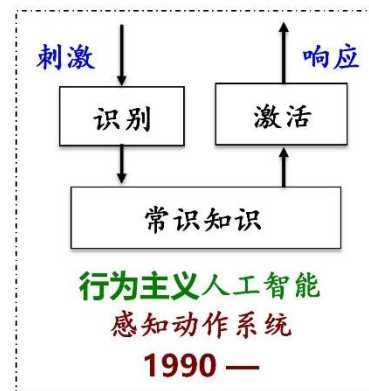 刺激 响应
识别 激活
常识知识
行为主义人工智能
感知动作系统
1990 —